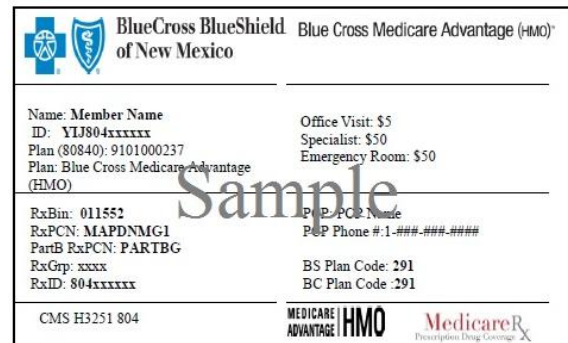 BlueCross BlueShield
of New Mexico
Blue Cross Medicare Advantage (HMO)
Name: Member Name
ID: YIJ804xxxxxx
Plan (80840): 9101000237
Plan: Blue Cross Medicare Advantage
(HMO)
Office Visit: $5
Specialist: $50
Emergency Room: $50
Sample
RxBin: 011552
RxPCN: MAPDNMG1
PartB RxPCN: PARTBG
RxGrp: xxxx
RxID: 804xxxxxx
PCP: PCP Name
PCP Phone #:1-###-###-####
BS Plan Code: 291
BC Plan Code :291
CMS H3251 804
MEDICARE
ADVANTAGE HMO
MedicareRx
Prescription Drug Coverage